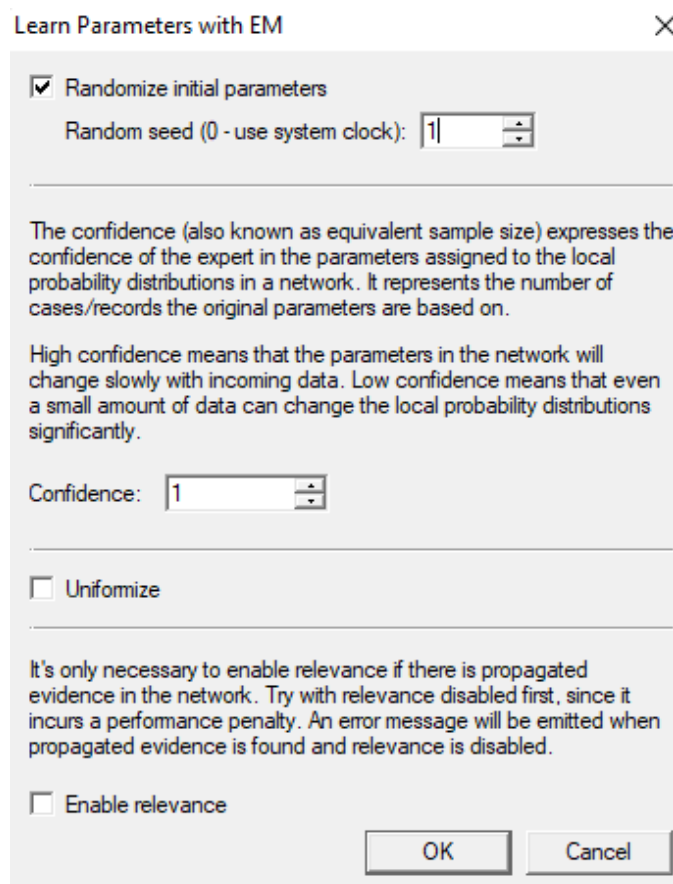 Learn Parameters with EM
Randomize initial parameters
Random seed (0 - use system clock): 1
The confidence (also known as equivalent sample size) expresses the
confidence of the expert in the parameters assigned to the local
probability distributions in a network. It represents the number of
cases/records the original parameters are based on.
High confidence means that the parameters in the network will
change slowly with incoming data. Low confidence means that even
a small amount of data can change the local probability distributions
significantly.
Confidence: 1
Uniformize
It's only necessary to enable relevance if there is propagated
evidence in the network. Try with relevance disabled first, since it
incurs a performance penalty. An error message will be emitted when
propagated evidence is found and relevance is disabled.
Enable relevance
OK Cancel